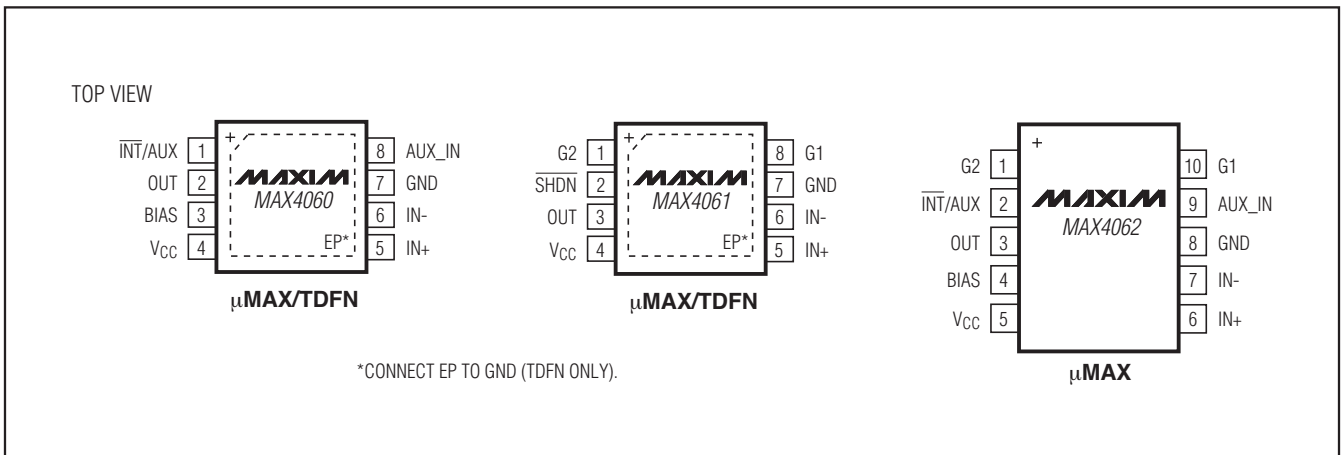 TOP VIEW
+
I̅N̅T̅/AUX 1
OUT 2
BIAS 3
VCC 4
8 AUX_IN
7 GND
6 IN-
5 IN+
MAXIM
MAX4060
EP*
µMAX/TDFN
+
G2 1
S̅H̅D̅N̅ 2
OUT 3
VCC 4
8 G1
7 GND
6 IN-
5 IN+
MAXIM
MAX4061
EP*
µMAX/TDFN
+
G2 1
I̅N̅T̅/AUX 2
OUT 3
BIAS 4
VCC 5
10 G1
9 AUX_IN
8 GND
7 IN-
6 IN+
MAXIM
MAX4062
µMAX
*CONNECT EP TO GND (TDFN ONLY).